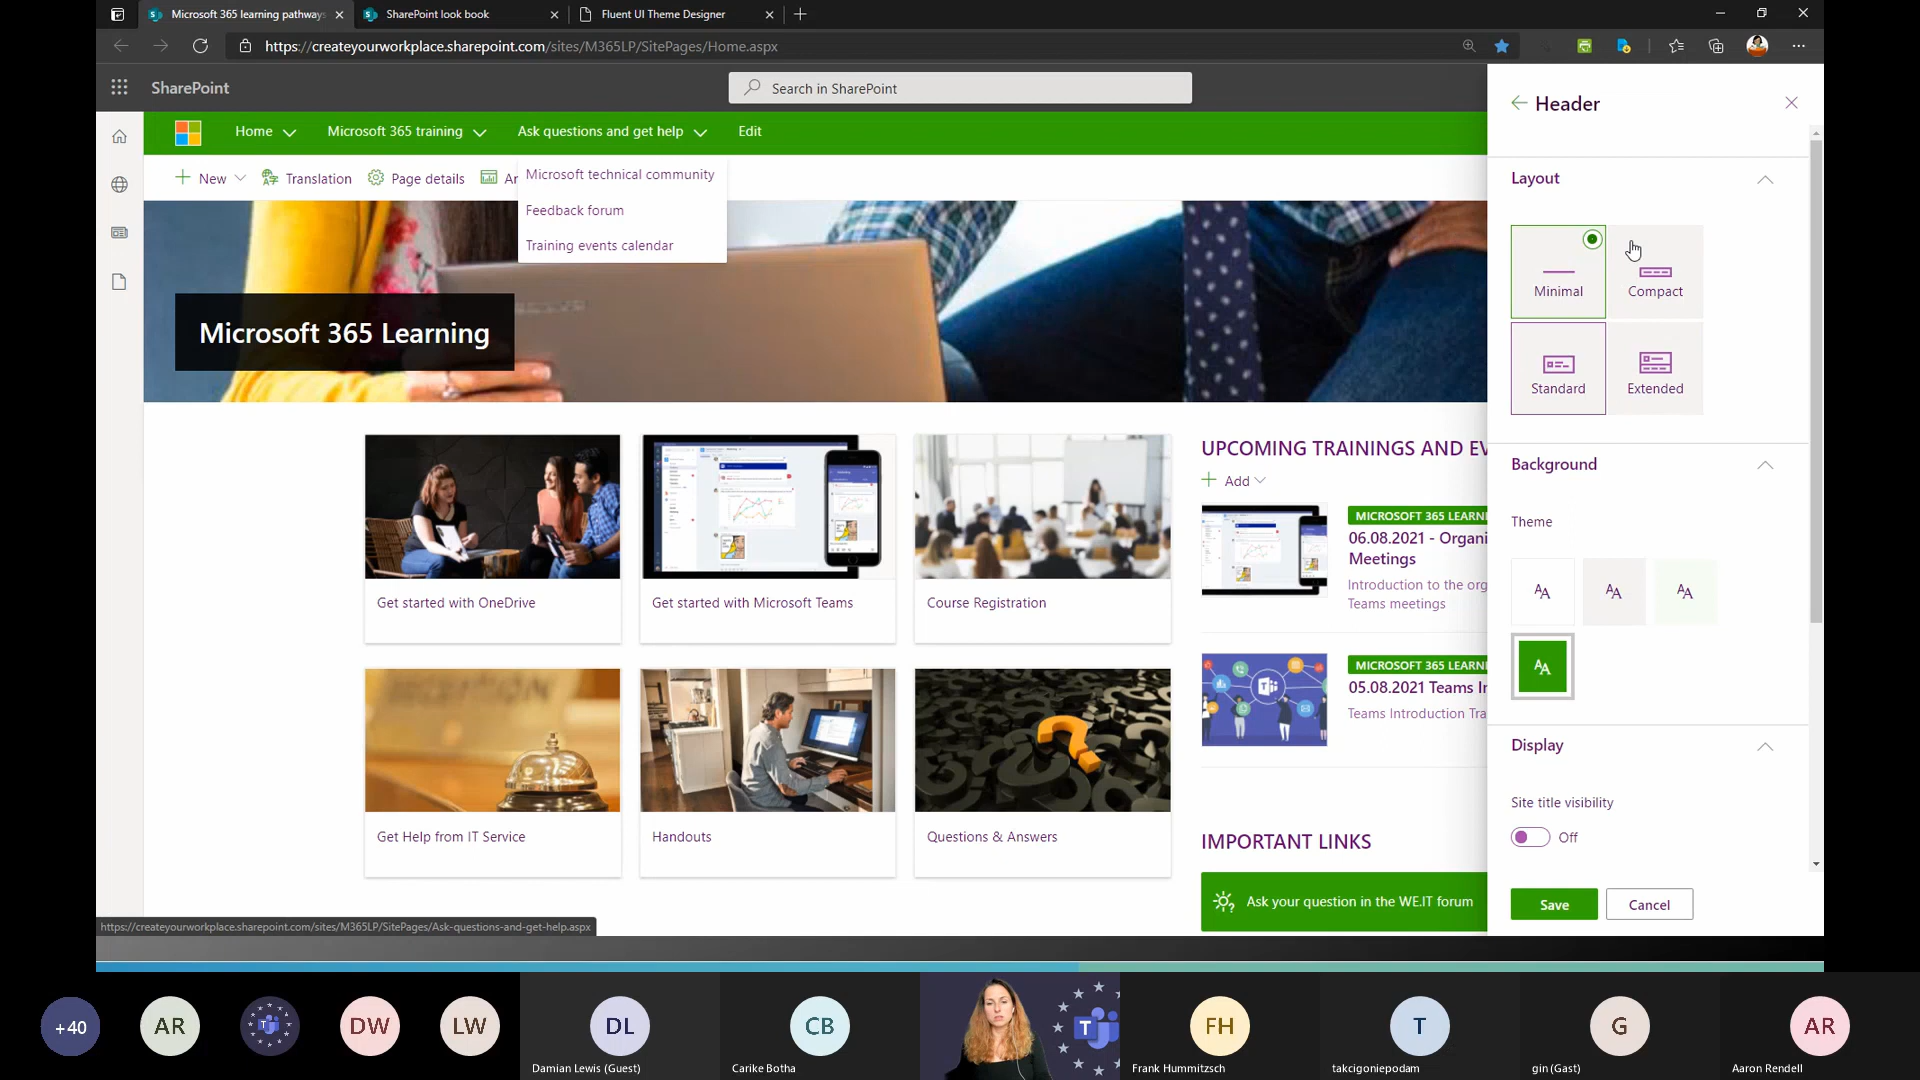 Microsoft 365 learning pathways
SharePoint look book
Fluent UI Theme Designer
https://createyourworkplace.sharepoint.com/sites/M365LP/SitePages/Home.aspx
SharePoint
Search in SharePoint
Home
Microsoft 365 training
Ask questions and get help
Edit
New
Translation
Page details
An
Microsoft technical community
Feedback forum
Training events calendar
Microsoft 365 Learning
Get started with OneDrive
Get started with Microsoft Teams
Course Registration
Get Help from IT Service
Handouts
Questions & Answers
UPCOMING TRAININGS AND EV
Add
MICROSOFT 365 LEARNI
06.08.2021 - Organi
Meetings
Introduction to the org
Teams meetings
MICROSOFT 365 LEARNI
05.08.2021 Teams In
Teams Introduction Tra
IMPORTANT LINKS
Ask your question in the WE.IT forum
https://createyourworkplace.sharepoint.com/sites/M365LP/SitePages/Ask-questions-and-get-help.aspx
Header
Layout
Minimal
Compact
Standard
Extended
Background
Theme
AA
AA
AA
AA
Display
Site title visibility
Off
Save
Cancel
+40
AR
DW
LW
DL
Damian Lewis (Guest)
CB
Carike Botha
FH
Frank Hummitzsch
T
takcigoniepodam
G
gin (Gast)
AR
Aaron Rendell